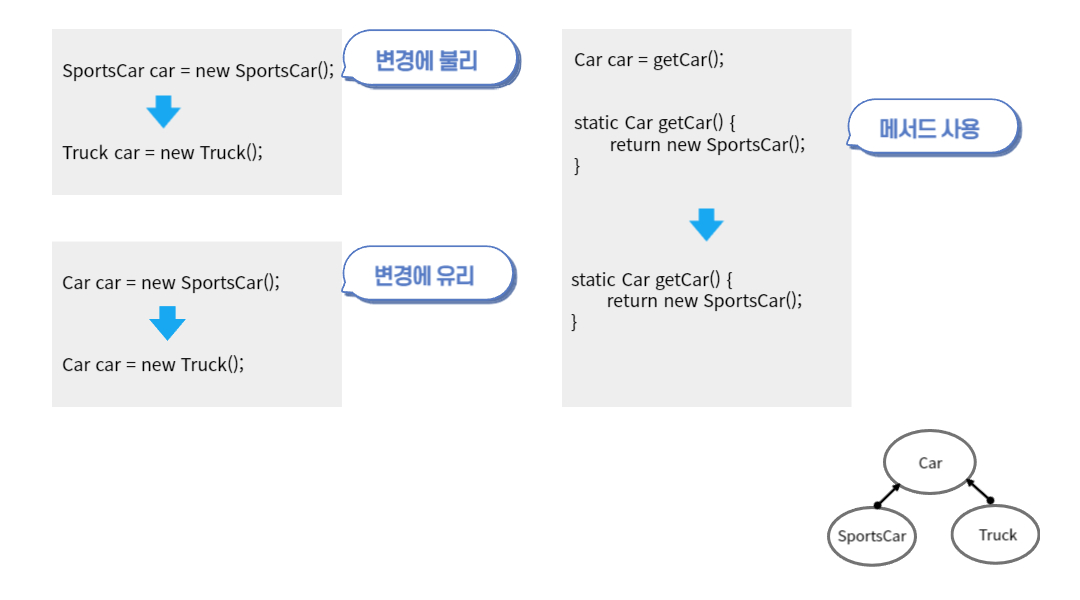 SportsCar car = new SportsCar();
변경에 불리
Truck car = new Truck();
Car car = new SportsCar();
변경에 유리
Car car = new Truck();
Car car = getCar();
static Car getCar() {
return new SportsCar();
}
메서드 사용
static Car getCar() {
return new SportsCar();
}
Car
SportsCar
Truck